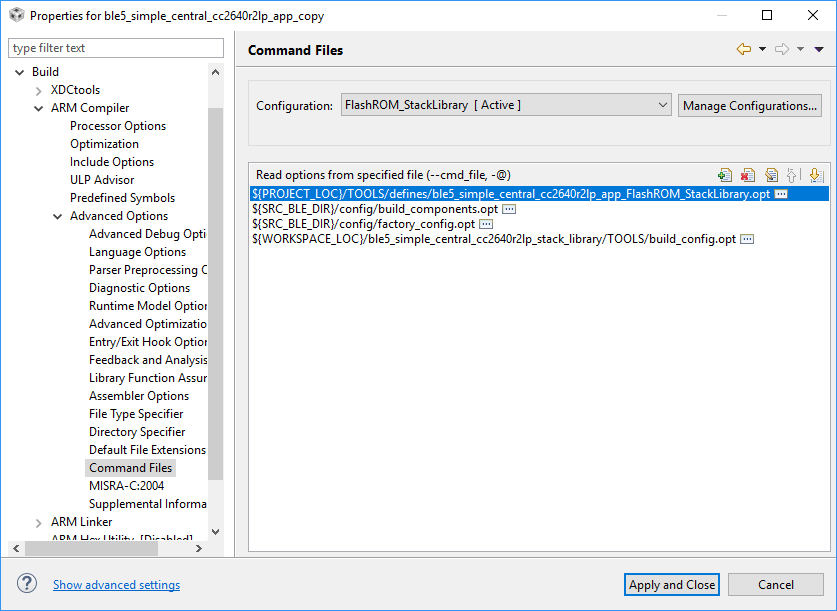 Properties for ble5_simple_central_cc2640r2lp_app_copy
type filter text
Build
XDCtools
ARM Compiler
Processor Options
Optimization
Include Options
ULP Advisor
Predefined Symbols
Advanced Options
Advanced Debug Opti
Language Options
Parser Preprocessing C
Diagnostic Options
Runtime Model Option
Advanced Optimizatio
Entry/Exit Hook Option
Feedback and Analysis
Library Function Assur
Assembler Options
File Type Specifier
Directory Specifier
Default File Extensions
Command Files
MISRA-C:2004
Supplemental Informa
ARM Linker
ARM Hex Utility [Disabled]
Command Files
Configuration:
FlashROM_StackLibrary [ Active ]
Manage Configurations...
Read options from specified file (--cmd_file, -@)
${PROJECT_LOC}/TOOLS/defines/ble5_simple_central_cc2640r2lp_app_FlashROM_StackLibrary.opt
${SRC_BLE_DIR}/config/build_components.opt
${SRC_BLE_DIR}/config/factory_config.opt
${WORKSPACE_LOC}/ble5_simple_central_cc2640r2lp_stack_library/TOOLS/build_config.opt
?
Show advanced settings
Apply and Close
Cancel